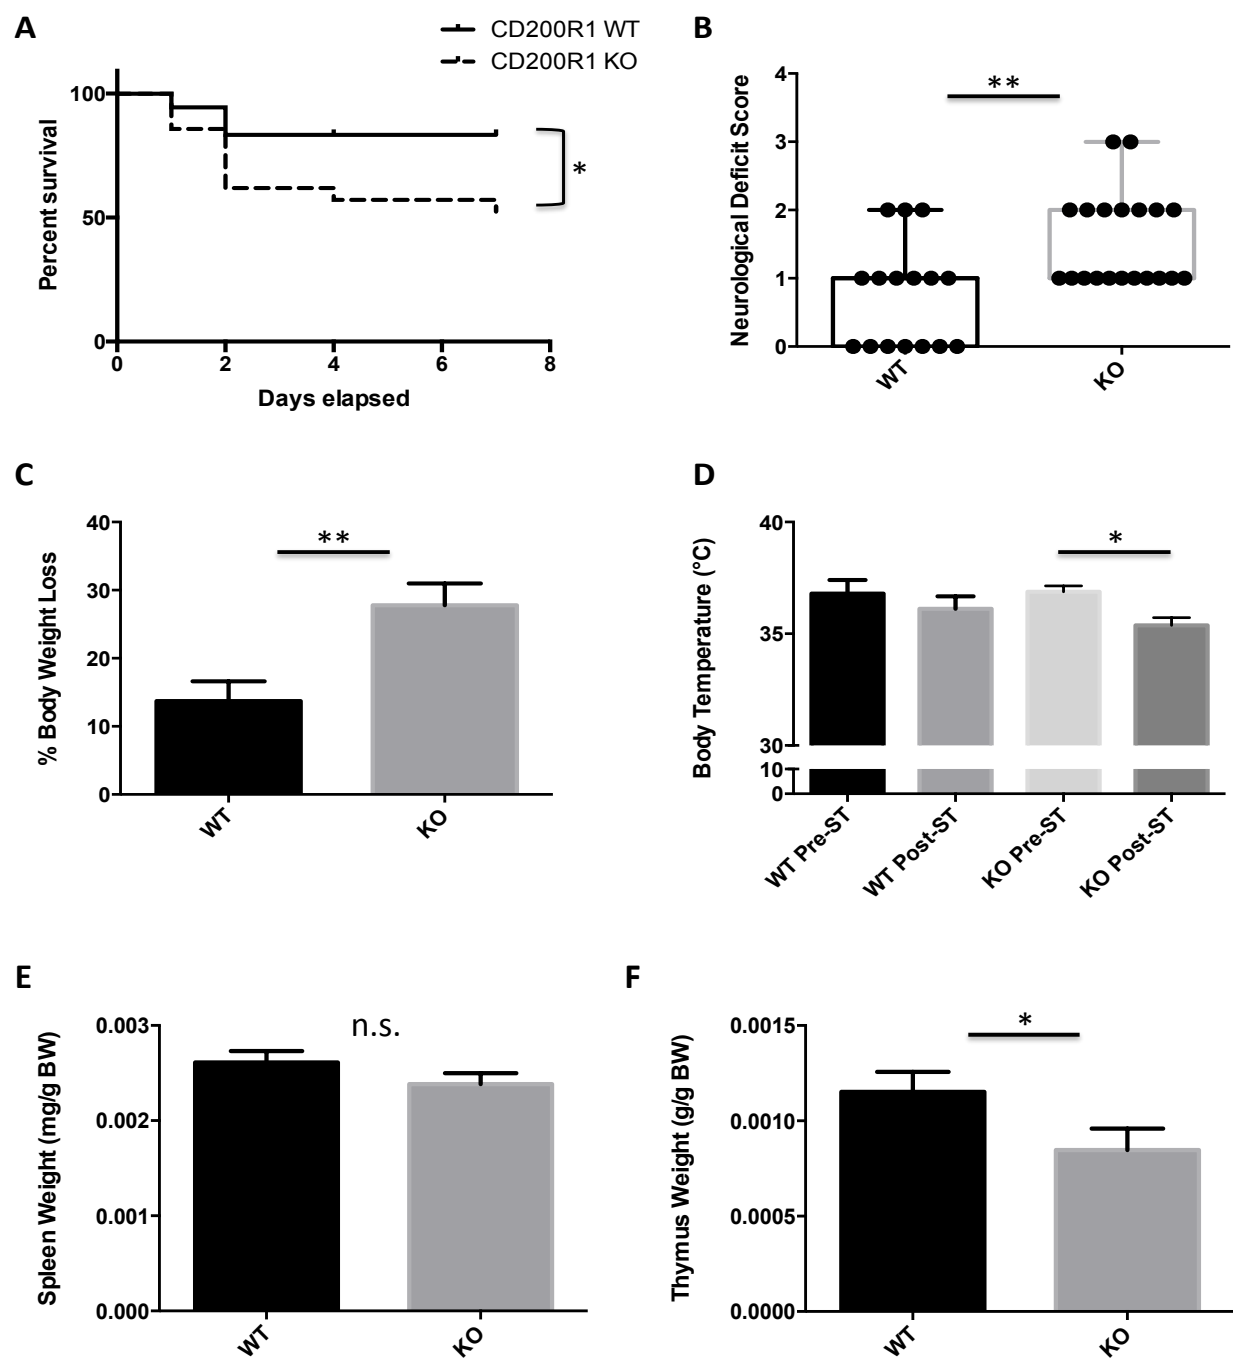 A
CD200R1 WT
CD200R1 KO
100
50
0
Percent survival
0 2 4 6 8
Days elapsed
*
B
**
4
3
2
1
0
Neurological Deficit Score
WT KO
C
**
40
30
20
10
0
% Body Weight Loss
WT KO
D
*
40
35
30
10
0
Body Temperature (°C)
WT Pre-ST WT Post-ST KO Pre-ST KO Post-ST
E
n.s.
0.003
0.002
0.001
0.000
Spleen Weight (mg/g BW)
WT KO
F
*
0.0015
0.0010
0.0005
0.0000
Thymus Weight (g/g BW)
WT KO